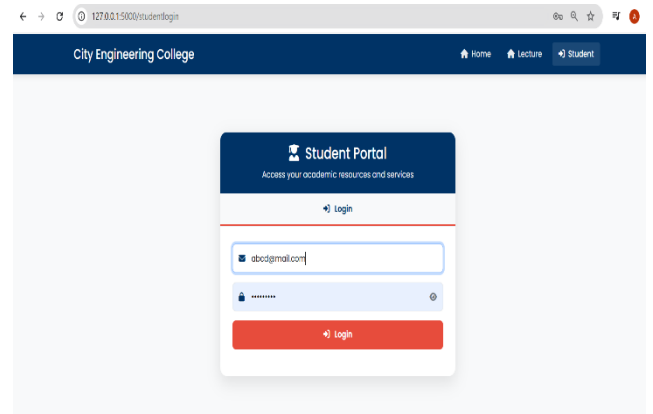 127.0.0.1:5000/studentlogin
City Engineering College
Home Lecture Student
Student Portal
Access your academic resources and services
Login
abcd@mail.com
•••••••••
Login